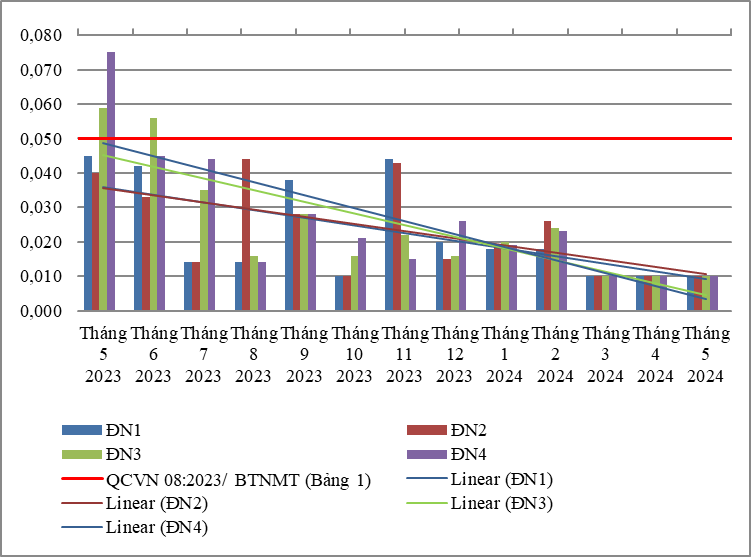 0,080
0,070
0,060
0,050
0,040
0,030
0,020
0,010
0,000
Tháng Tháng Tháng Tháng Tháng Tháng Tháng Tháng Tháng Tháng Tháng Tháng Tháng
5 6 7 8 9 10 11 12 1 2 3 4 5
2023 2023 2023 2023 2023 2023 2023 2023 2024 2024 2024 2024 2024
ĐN1 ĐN2
ĐN3 ĐN4
QCVN 08:2023/ BTNMT (Bảng 1) Linear (ĐN1)
Linear (ĐN2) Linear (ĐN3)
Linear (ĐN4)